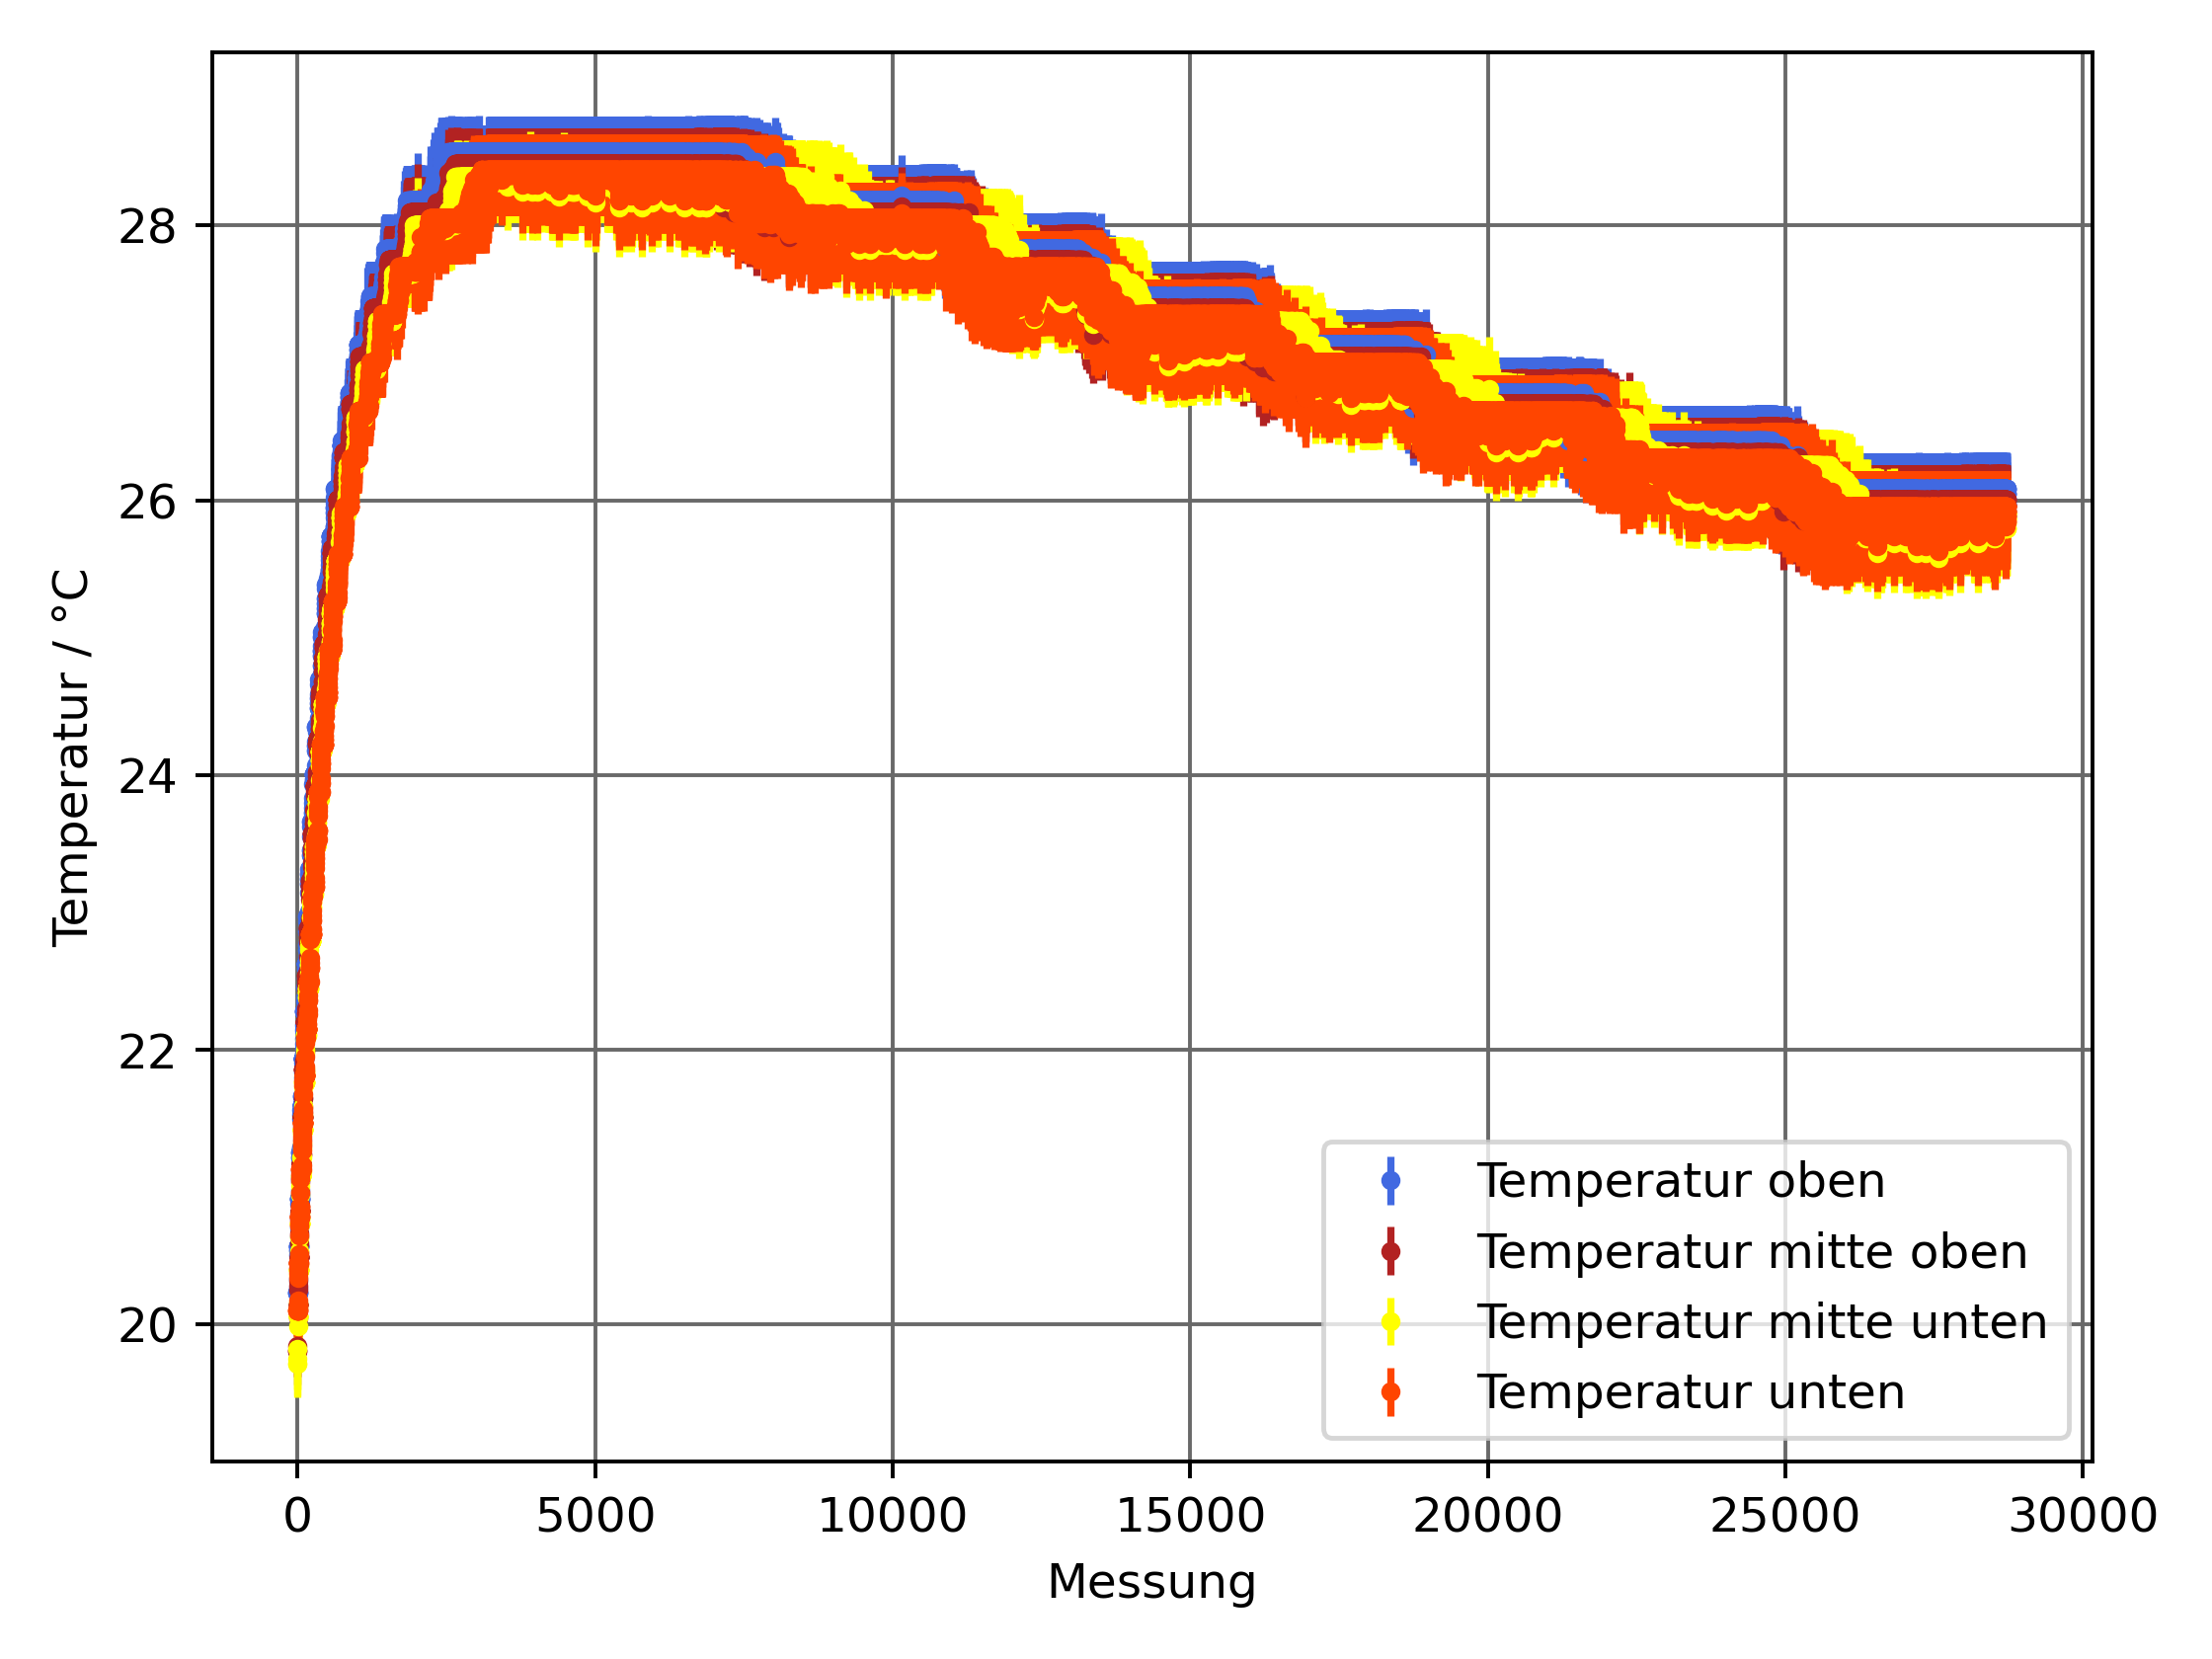 Temperatur / °C
28
26
24
22
20
0 5000 10000 15000 20000 25000 30000
Messung
Temperatur oben
Temperatur mitte oben
Temperatur mitte unten
Temperatur unten